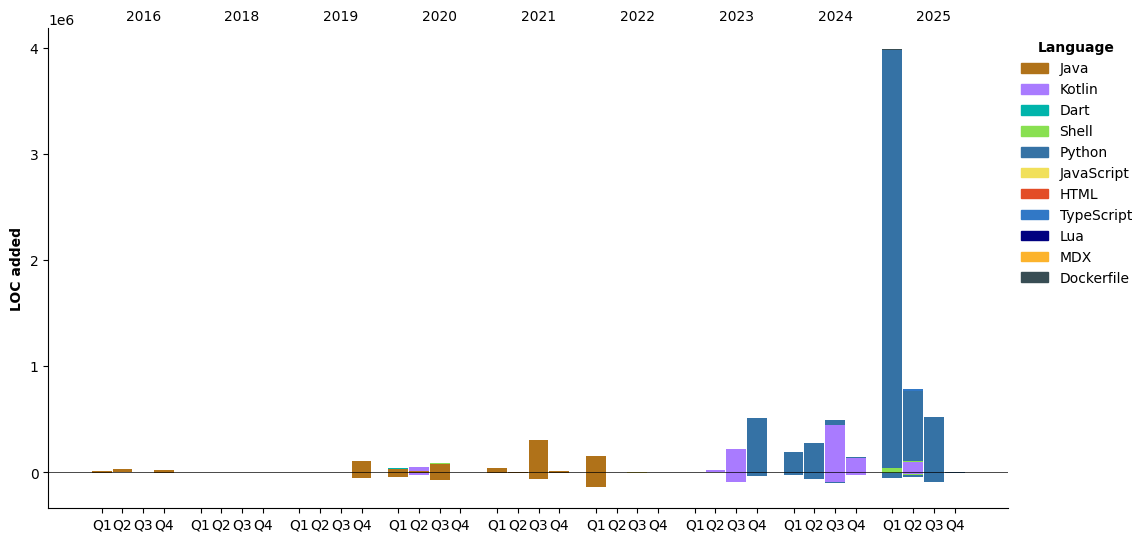 2016 2018 2019 2020 2021 2022 2023 2024 2025
1e6
4
3
2
1
0
LOC added
Q1 Q2 Q3 Q4 Q1 Q2 Q3 Q4 Q1 Q2 Q3 Q4 Q1 Q2 Q3 Q4 Q1 Q2 Q3 Q4 Q1 Q2 Q3 Q4 Q1 Q2 Q3 Q4 Q1 Q2 Q3 Q4 Q1 Q2 Q3 Q4
Language
Java
Kotlin
Dart
Shell
Python
JavaScript
HTML
TypeScript
Lua
MDX
Dockerfile